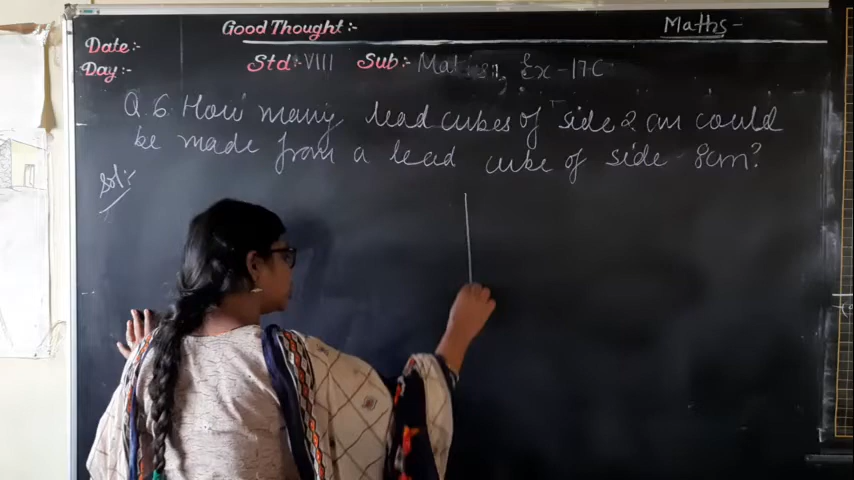 Good Thought:-
Maths-
Date:-
Day:-
Std:-VIII Sub:- Maths, Ex-17C
Q.6. How many lead cubes of side 2 cm could
be made from a lead cube of side 8cm?
Sol:-